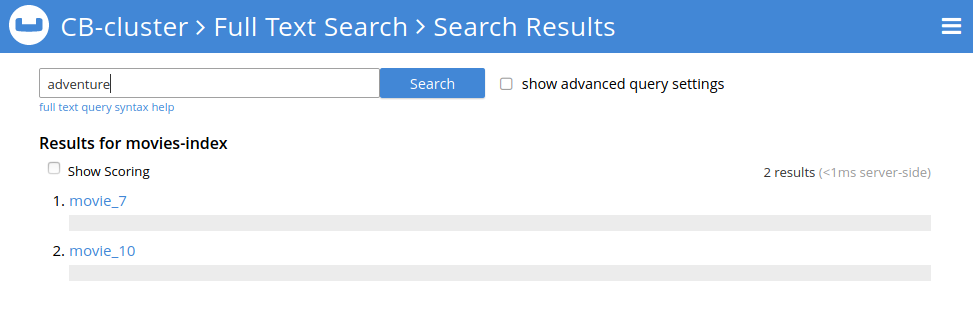 CB-cluster > Full Text Search > Search Results
adventure
Search
show advanced query settings
full text query syntax help
Results for movies-index
Show Scoring
2 results (<1ms server-side)
1. movie_7
2. movie_10